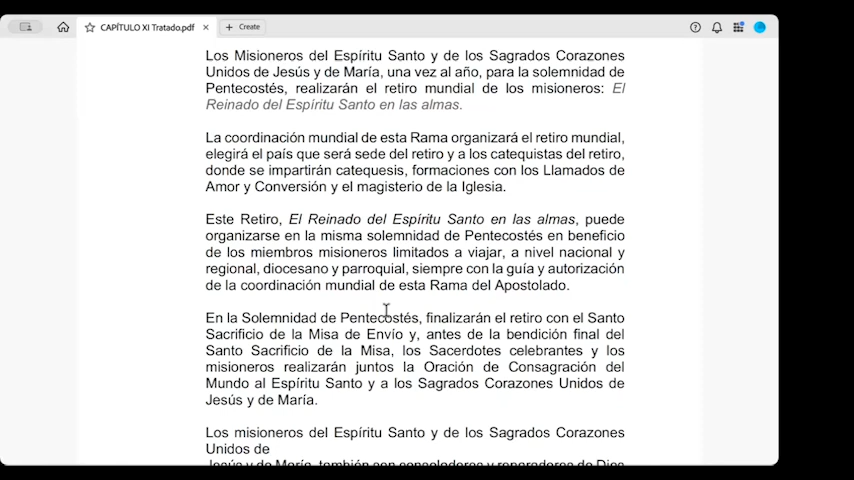 CAPÍTULO XI Tratado.pdf
Create
Los Misioneros del Espíritu Santo y de los Sagrados Corazones
Unidos de Jesús y de María, una vez al año, para la solemnidad de
Pentecostés, realizarán el retiro mundial de los misioneros: El
Reinado del Espíritu Santo en las almas.
La coordinación mundial de esta Rama organizará el retiro mundial,
elegirá el país que será sede del retiro y a los catequistas del retiro,
donde se impartirán catequesis, formaciones con los Llamados de
Amor y Conversión y el magisterio de la Iglesia.
Este Retiro, El Reinado del Espíritu Santo en las almas, puede
organizarse en la misma solemnidad de Pentecostés en beneficio
de los miembros misioneros limitados a viajar, a nivel nacional y
regional, diocesano y parroquial, siempre con la guía y autorización
de la coordinación mundial de esta Rama del Apostolado.
En la Solemnidad de Pentecostés, finalizarán el retiro con el Santo
Sacrificio de la Misa de Envío y, antes de la bendición final del
Santo Sacrificio de la Misa, los Sacerdotes celebrantes y los
misioneros realizarán juntos la Oración de Consagración del
Mundo al Espíritu Santo y a los Sagrados Corazones Unidos de
Jesús y de María.
Los misioneros del Espíritu Santo y de los Sagrados Corazones
Unidos de
Jesús y de María, también son consoladores y reparadores de Dios